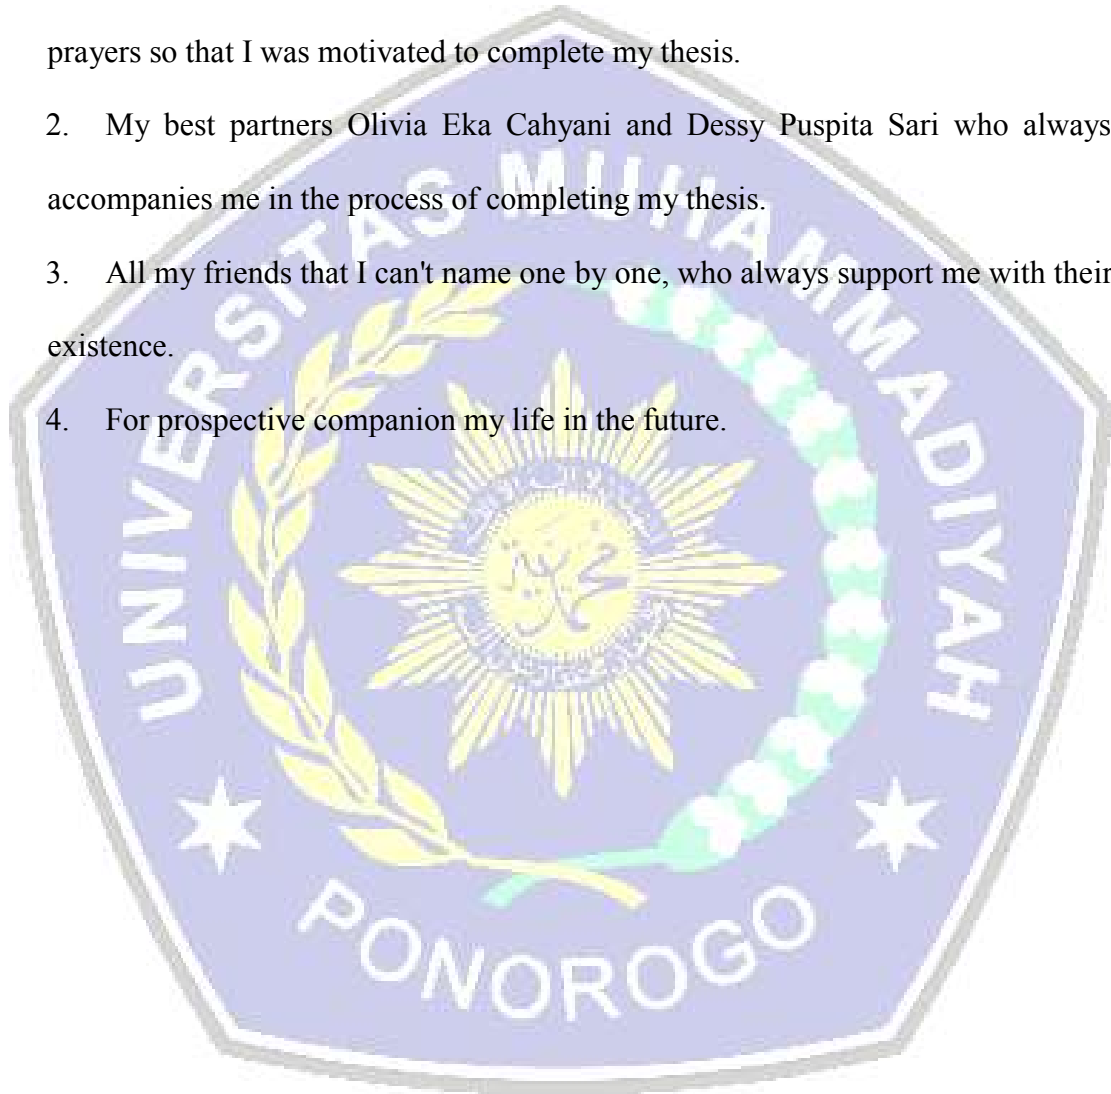 prayers so that I was motivated to complete my thesis.
2. My best partners Olivia Eka Cahyani and Dessy Puspita Sari who always
accompanies me in the process of completing my thesis.
3. All my friends that I can't name one by one, who always support me with their
existence.
4. For prospective companion my life in the future.
UNIVERSITAS MUHAMMADIYAH
PONOROGO